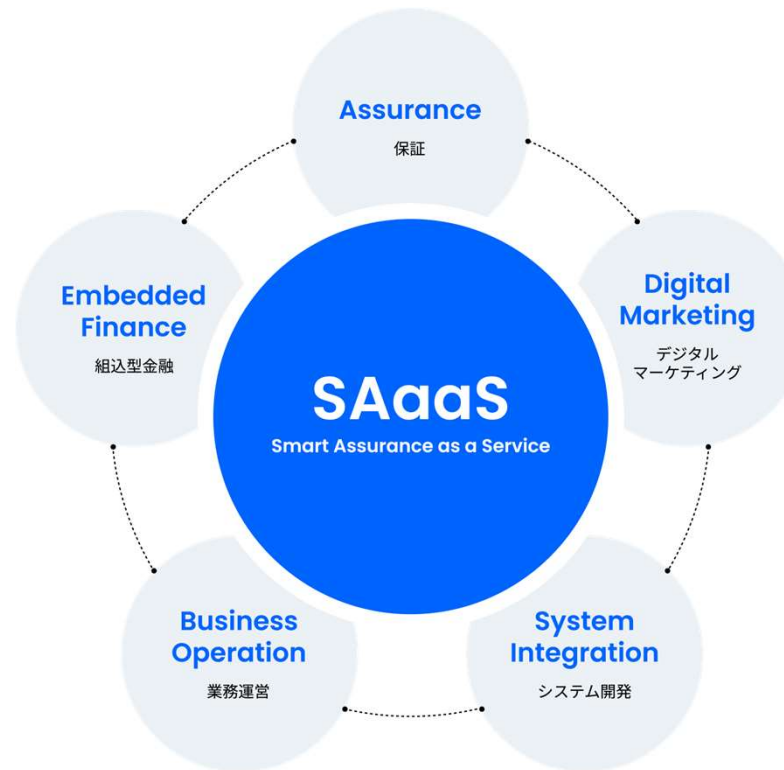 Assurance
保証
Embedded
Finance
組込型金融
Digital
Marketing
デジタル
マーケティング
SAaaS
Smart Assurance as a Service
Business
Operation
業務運営
System
Integration
システム開発